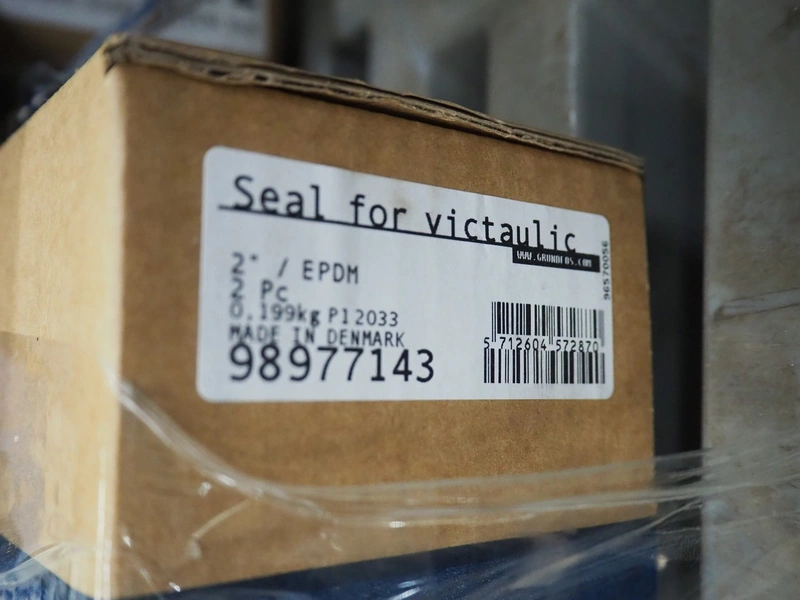 Seal for victaulic
WWW.GRUNDFOS.COM
96570056
2" / EPDM
2 Pc
0.199kg P12033
MADE IN DENMARK
98977143
5 712604 572870